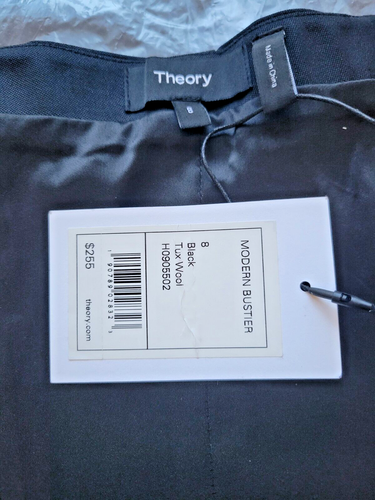 Theory
8
Made in China
MODERN BUSTIER
8
Black
Tux Wool
H0905502
$255
theory.com